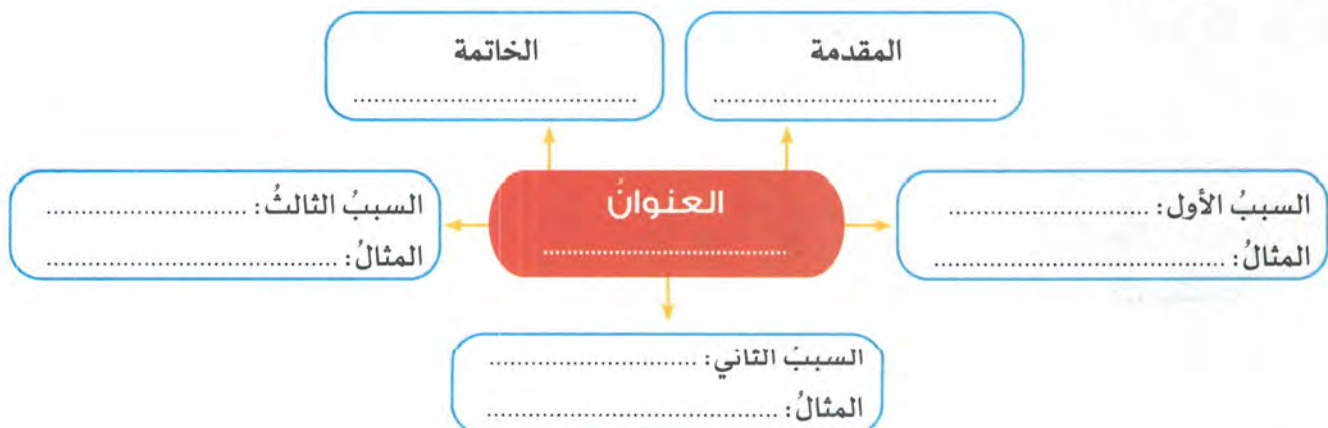 المقدمة
......................................
الخاتمة
......................................
العنوانُ
......................................
السببُ الأول: ..............................
المثالُ: ..........................................
السببُ الثاني: ..............................
المثالُ: ..........................................
السببُ الثالثُ: ..............................
المثالُ: ..........................................